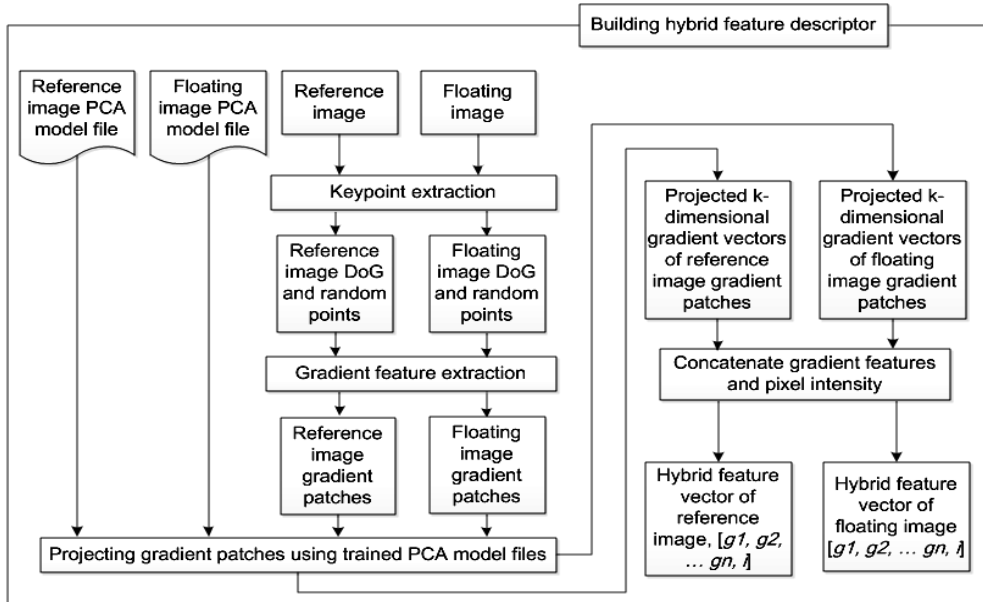 Building hybrid feature descriptor
Reference
image PCA
model file
Floating
image PCA
model file
Reference
image
Floating
image
Keypoint extraction
Reference
image DoG
and random
points
Floating
image DoG
and random
points
Gradient feature extraction
Reference
image
gradient
patches
Floating
image
gradient
patches
Projecting gradient patches using trained PCA model files
Projected k-
dimensional
gradient vectors
of reference
image gradient
patches
Projected k-
dimensional
gradient vectors
of floating
image gradient
patches
Concatenate gradient features
and pixel intensity
Hybrid feature
vector of
reference
image, [g1, g2,
... gn, i]
Hybrid feature
vector of
floating image
[g1, g2, ... gn, i]